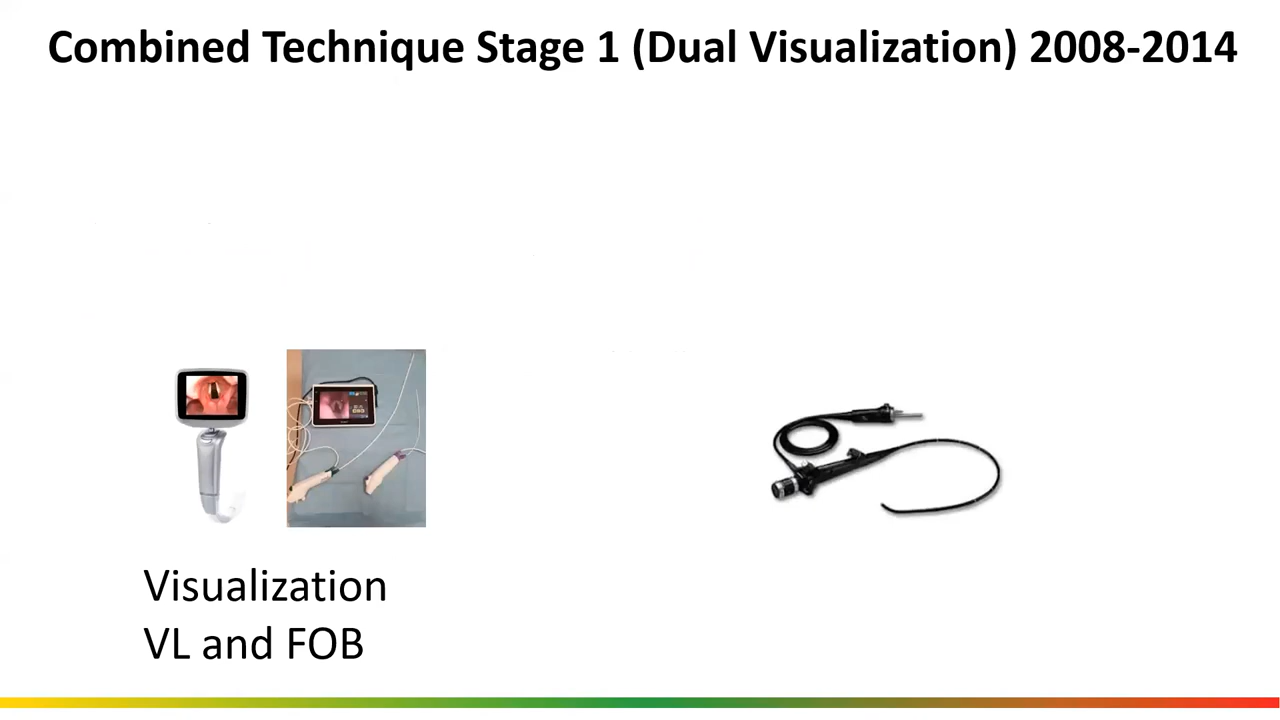 Combined Technique Stage 1 (Dual Visualization) 2008-2014
Visualization
VL and FOB